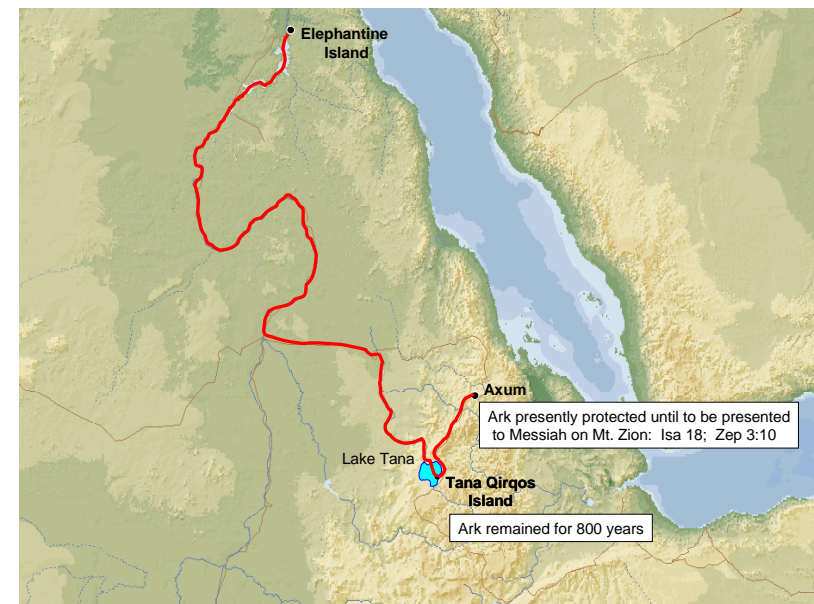 Elephantine
Island
Axum
Ark presently protected until to be presented
to Messiah on Mt. Zion:  Isa 18;  Zep 3:10
Lake Tana
Tana Qirqos
Island
Ark remained for 800 years